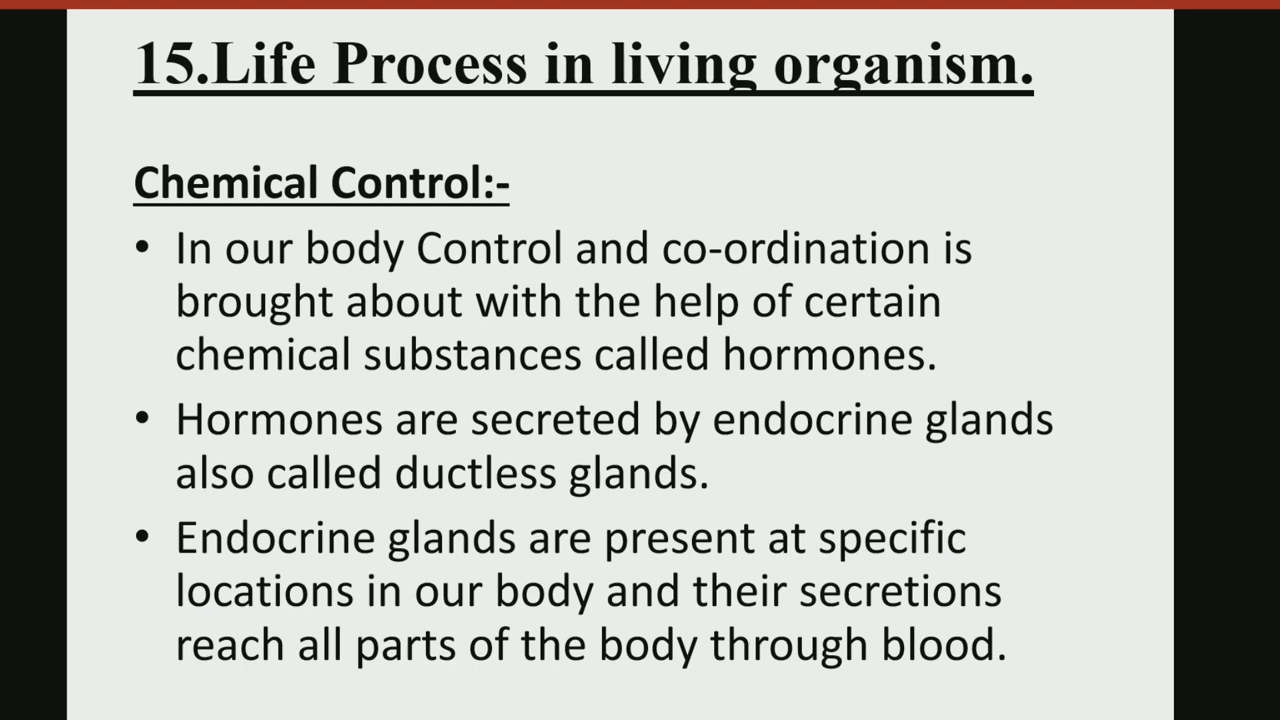 15.Life Process in living organism.
Chemical Control:-
• In our body Control and co-ordination is
brought about with the help of certain
chemical substances called hormones.
• Hormones are secreted by endocrine glands
also called ductless glands.
• Endocrine glands are present at specific
locations in our body and their secretions
reach all parts of the body through blood.